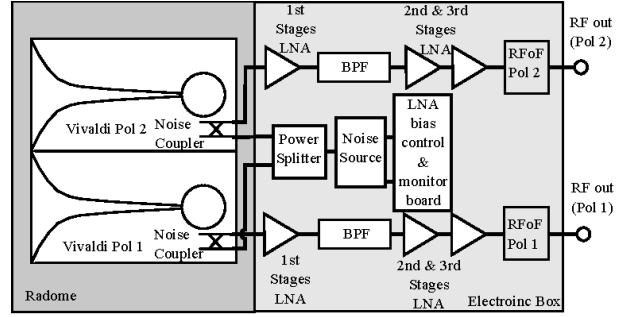 1st
Stages
LNA
2nd & 3rd
Stages
LNA
RF out
(Pol 2)
BPF
RFoF
Pol 2
Vivaldi Pol 2
Noise
Coupler
Power
Splitter
Noise
Source
LNA
bias
control
&
monitor
board
RF out
(Pol 1)
Vivaldi Pol 1
Noise
Coupler
BPF
RFoF
Pol 1
1st
Stages
LNA
2nd & 3rd
Stages
LNA
Radome
Electroinc Box